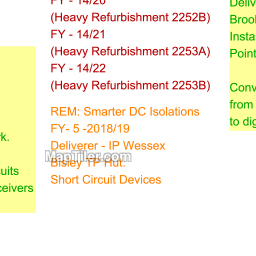 FY - 14/20
(Heavy Refurbishment 2252B)
FY - 14/21
(Heavy Refurbishment 2253A)
FY - 14/22
(Heavy Refurbishment 2253B)
REM: Smarter DC Isolations
FY- 5 -2018/19
Deliverer - IP Wessex
Bisley TP Hut.
Short Circuit Devices
MapTiler.com
k.
uits
ceivers
Deliv
Brook
Insta
Point
Conv
from
to dig